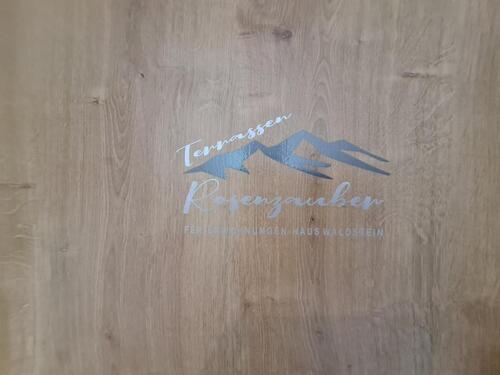 Terrassen
Rosenzauber
FERIENWOHNUNGEN-HAUS WALDSTEIN